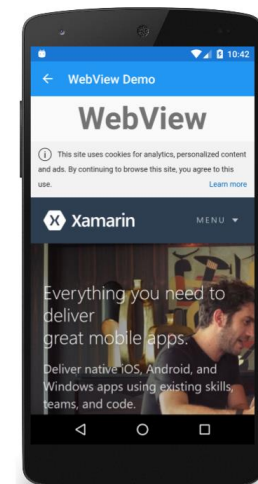 10:42
WebView Demo
WebView
This site uses cookies for analytics, personalized content
and ads. By continuing to browse this site, you agree to this
use.
Learn more
Xamarin
MENU
Everything you need to
deliver
great mobile apps.
Deliver native iOS, Android, and
Windows apps using existing skills,
teams, and code.